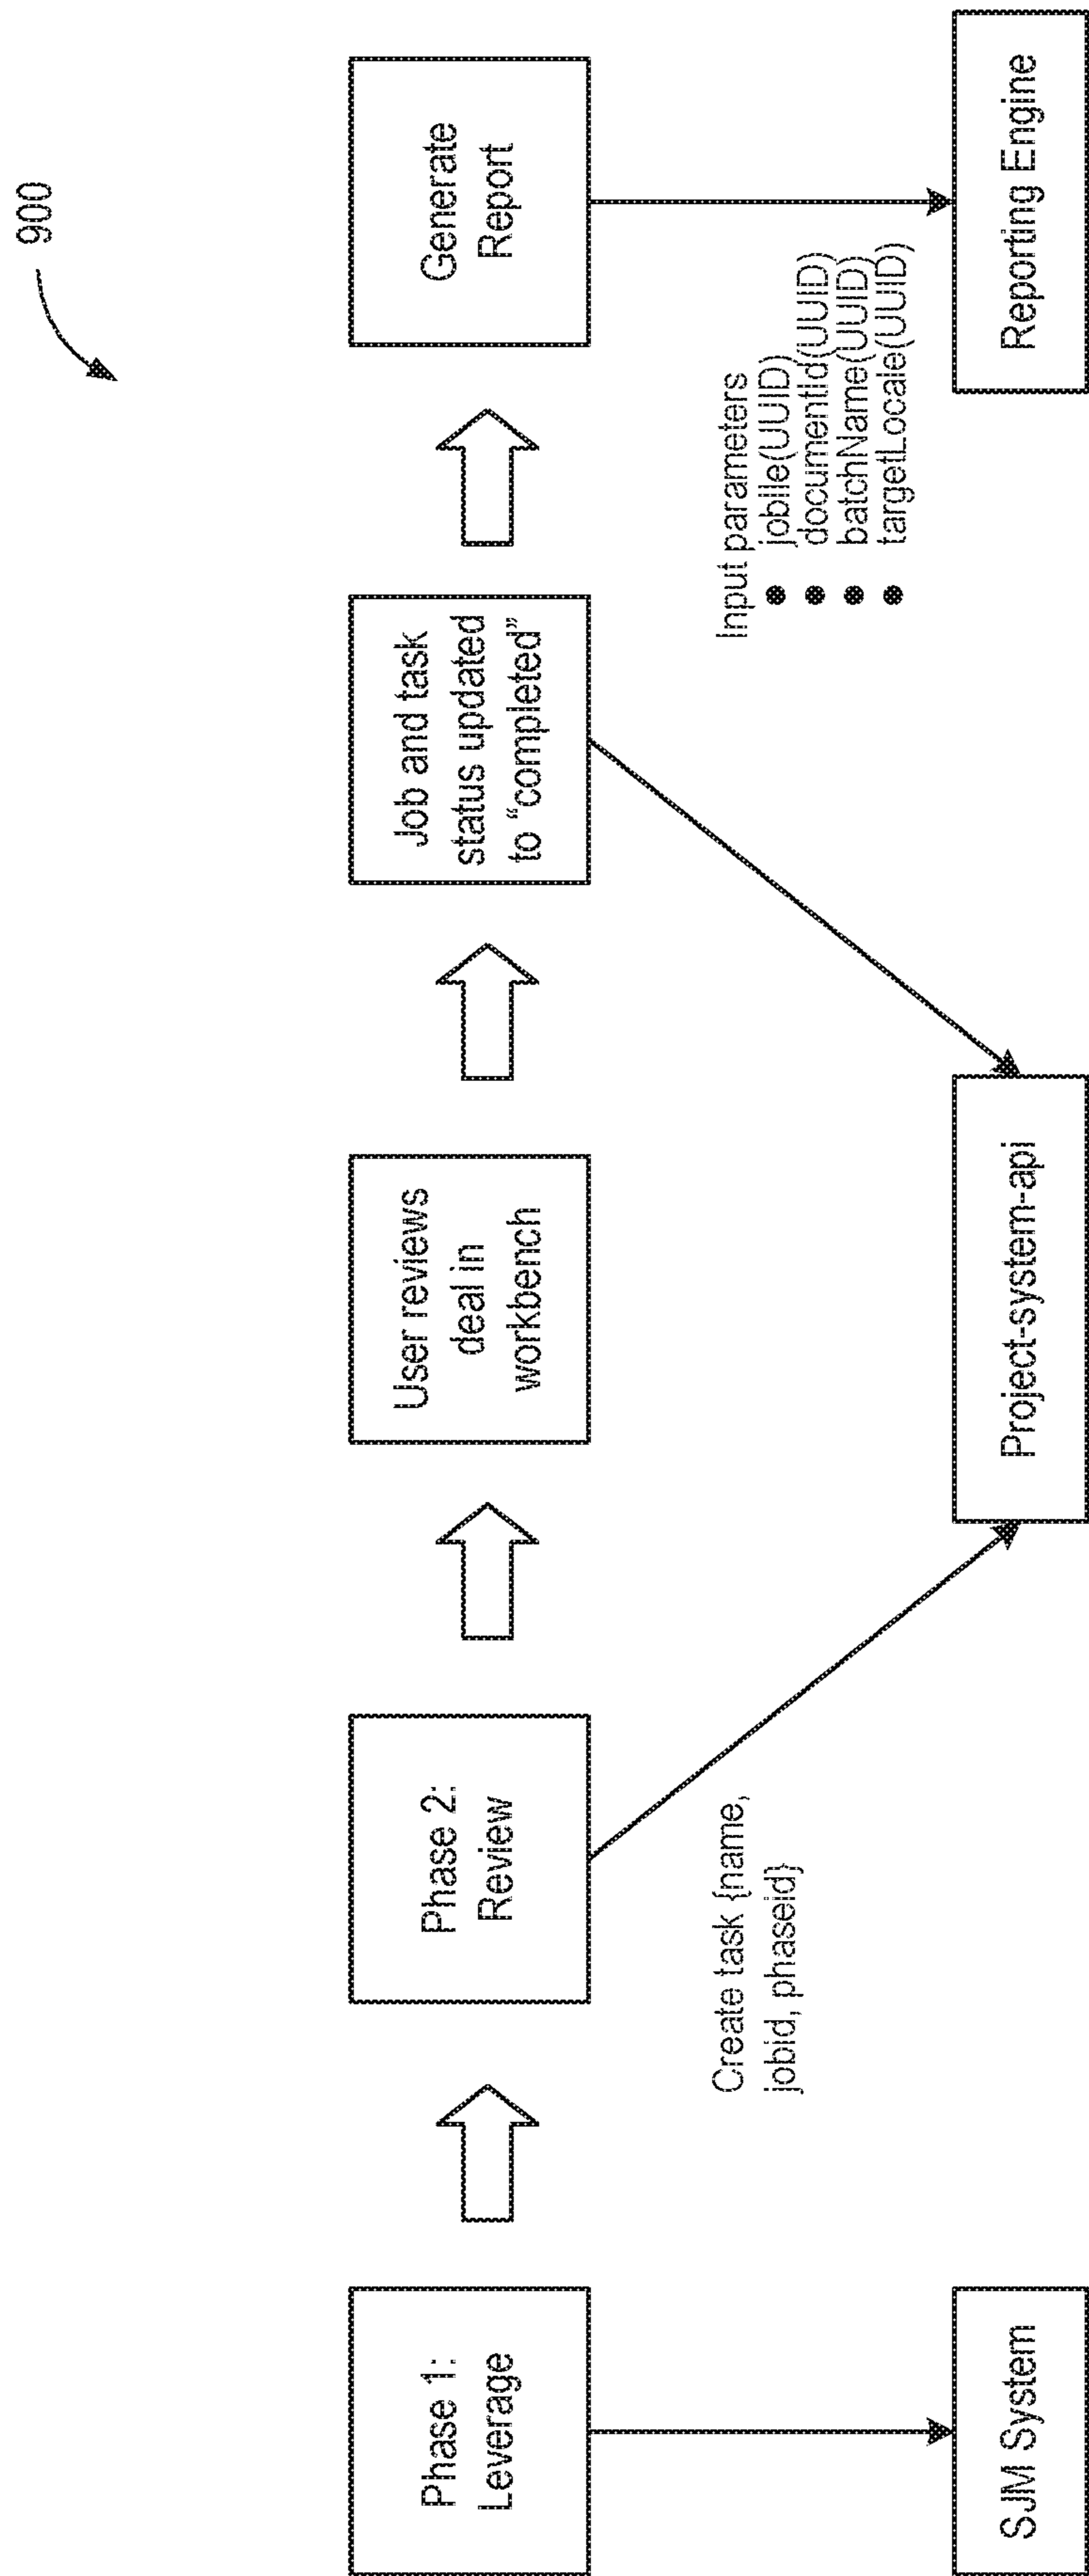 900
Phase 1:
Leverage
Phase 2:
Review
User reviews
deal in
workbench
Job and task
status updated
to “completed”
Generate
Report
Create task {name,
jobid, phaseid}
Input parameters
• jobIe(UUID)
• documentId(UUID)
• batchName(UUID)
• targetLocale(UUID)
SJM System
Project-system-api
Reporting Engine